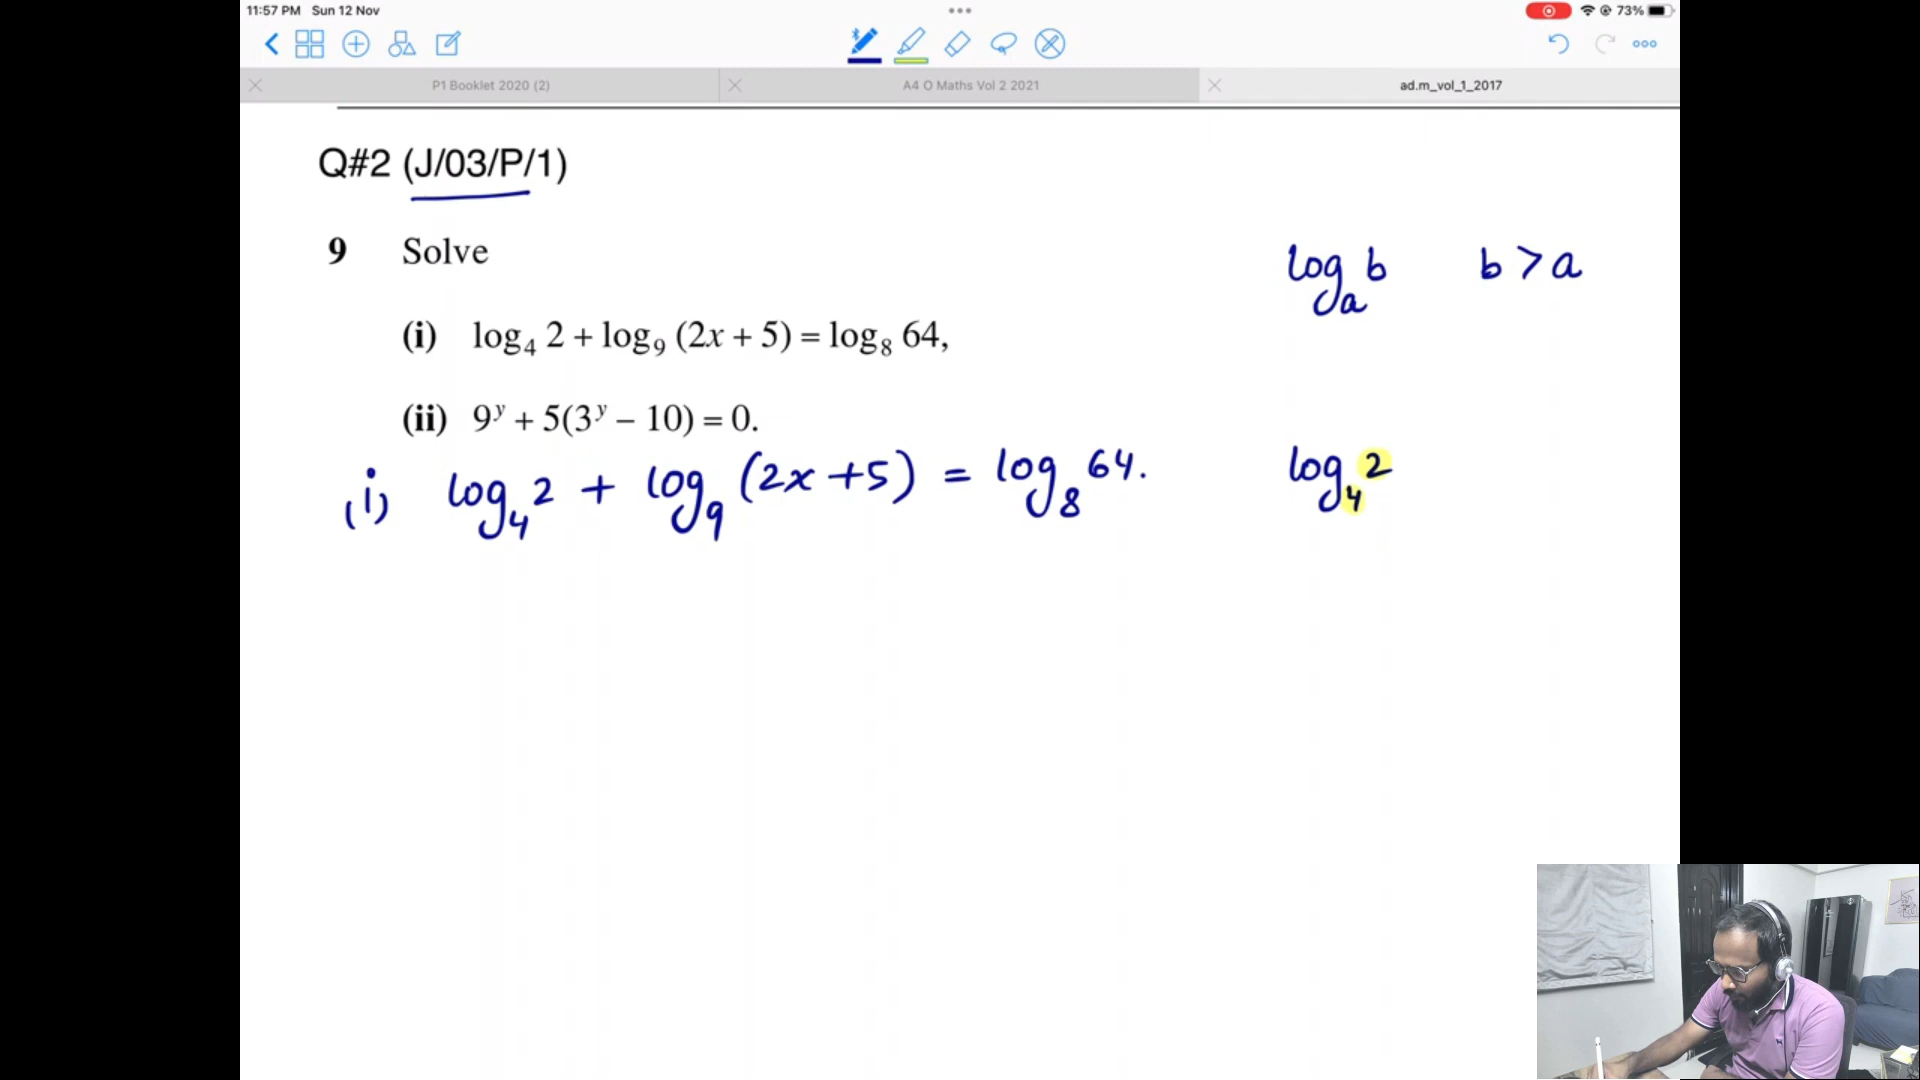 11:57 PM Sun 12 Nov
73%
P1 Booklet 2020 (2)
A4 O Maths Vol 2 2021
ad.m_vol_1_2017
Q#2 (J/03/P/1)
9 Solve
(i) log₄ 2 + log₉ (2x + 5) = log₈ 64,
(ii) 9ʸ + 5(3ʸ – 10) = 0.
(i) log₄ 2 + log₉ (2x + 5) = log₈ 64.
logₐ b b > a
log₄ 2